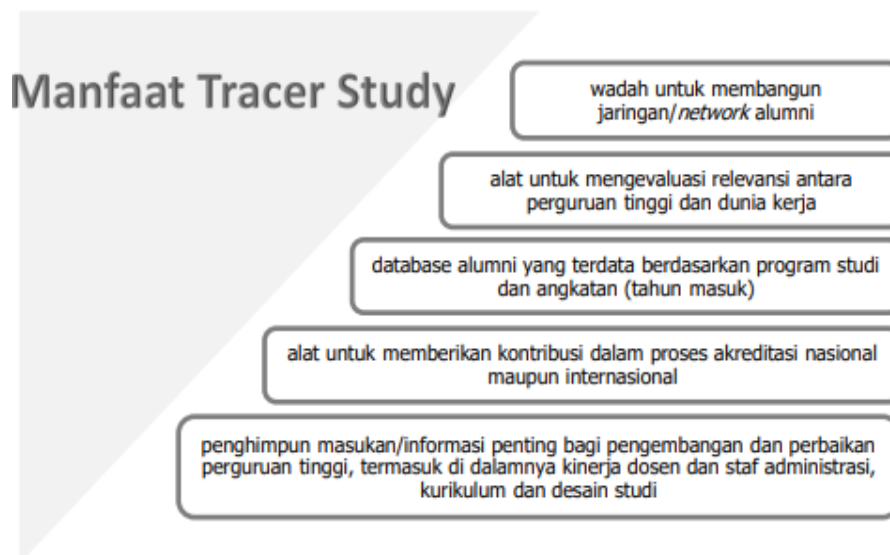 Manfaat Tracer Study
wadah untuk membangun
jaringan/network alumni
alat untuk mengevaluasi relevansi antara
perguruan tinggi dan dunia kerja
database alumni yang terdata berdasarkan program studi
dan angkatan (tahun masuk)
alat untuk memberikan kontribusi dalam proses akreditasi nasional
maupun internasional
penghimpun masukan/informasi penting bagi pengembangan dan perbaikan
perguruan tinggi, termasuk di dalamnya kinerja dosen dan staf administrasi,
kurikulum dan desain studi